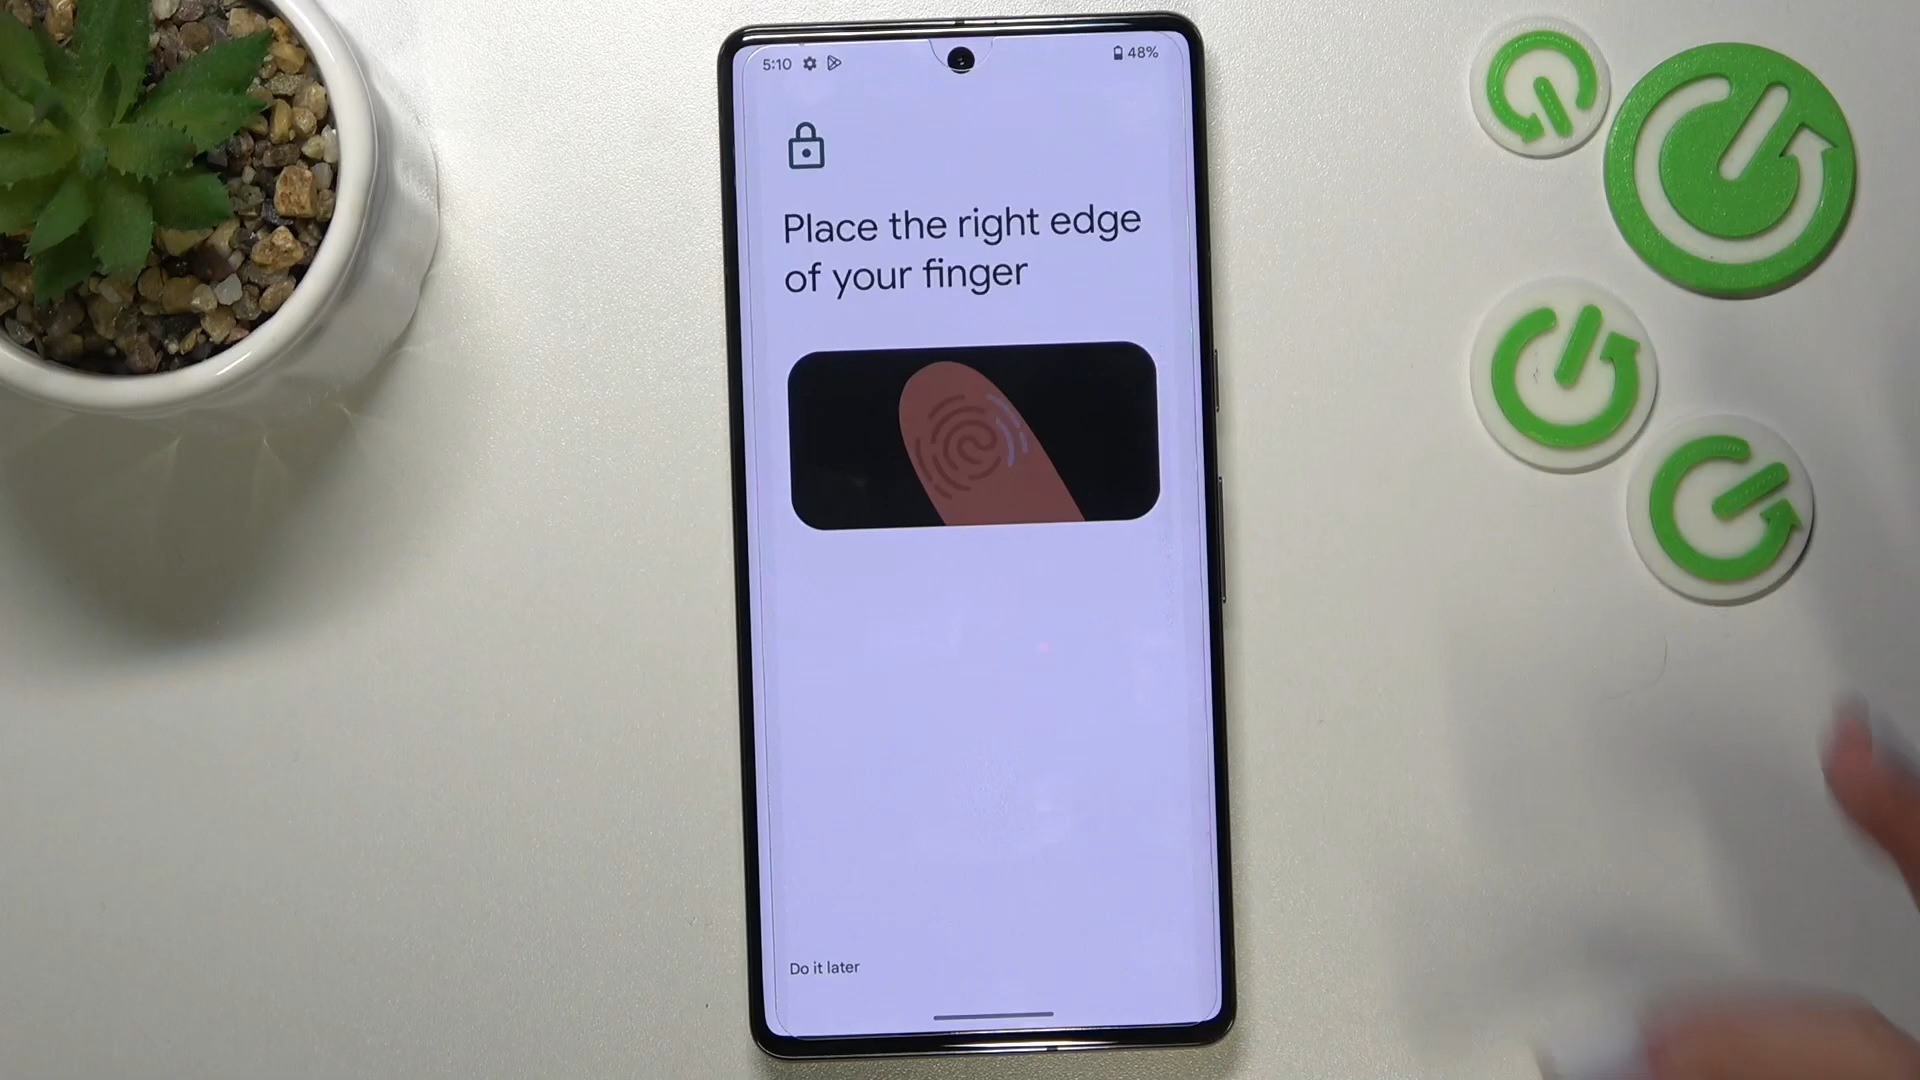 5:10
48%
Place the right edge
of your finger
Do it later